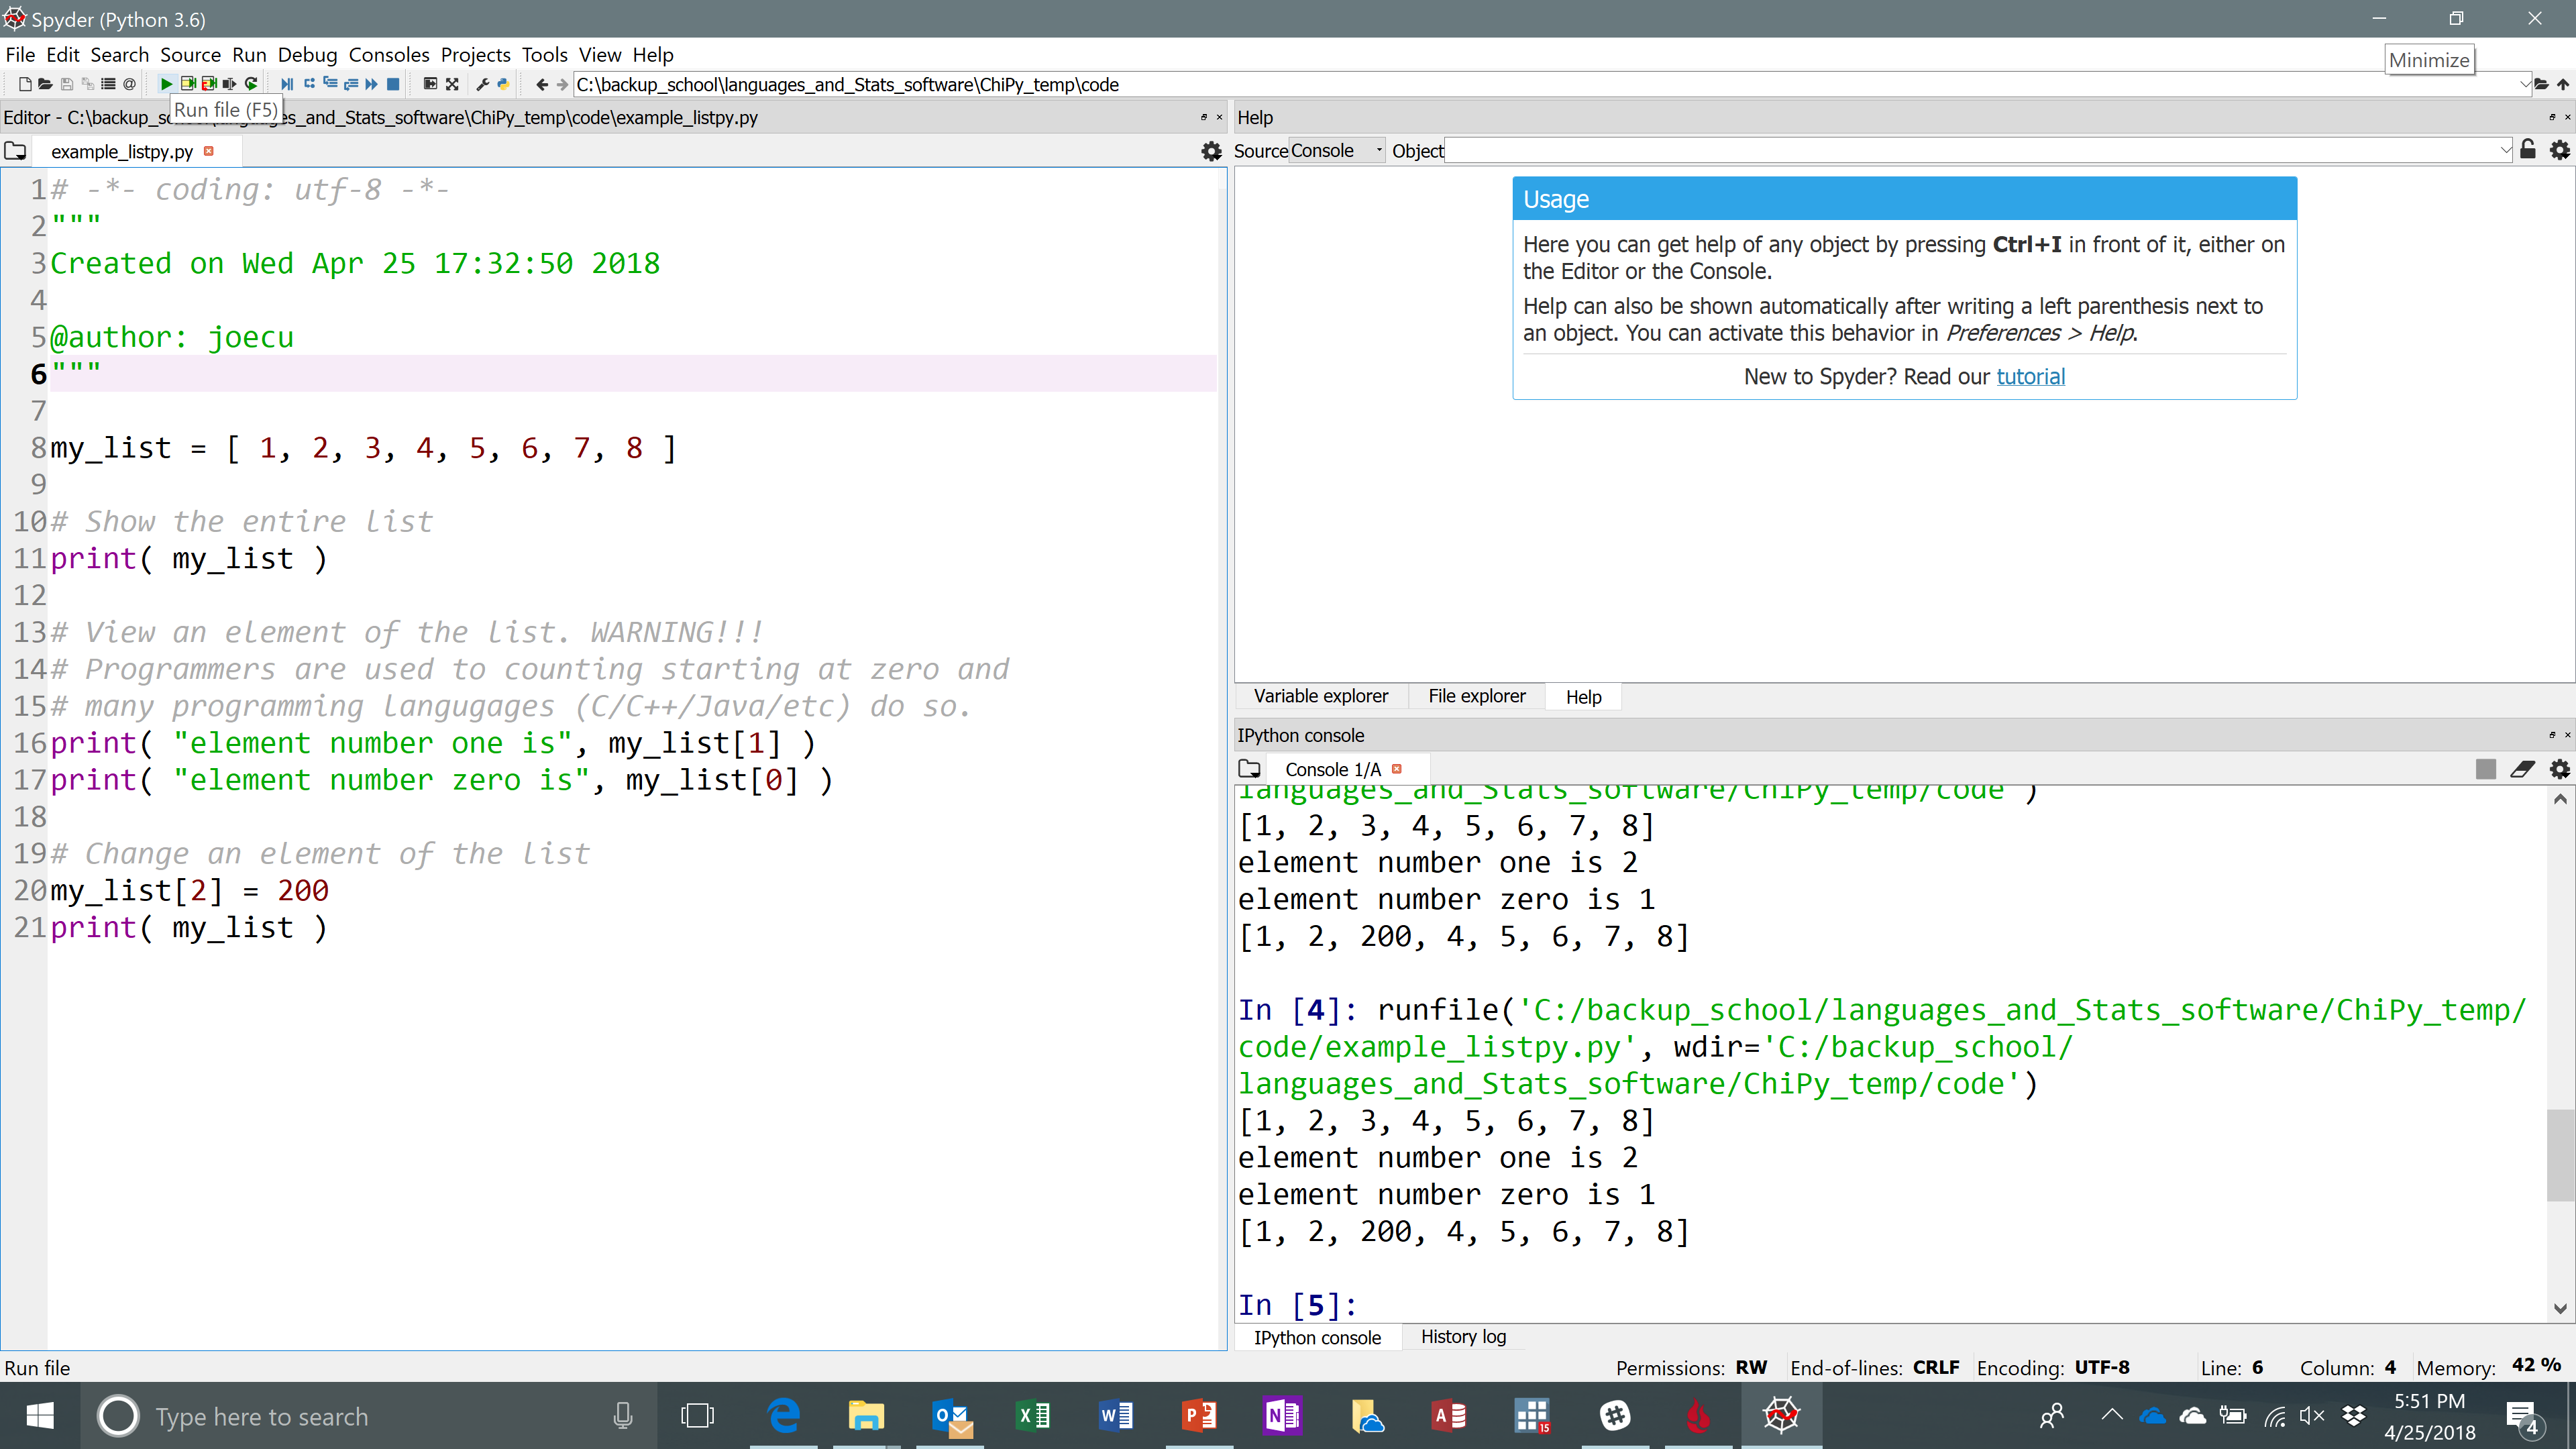 Spyder (Python 3.6)
File Edit Search Source Run Debug Consoles Projects Tools View Help
Minimize
C:\backup_school\languages_and_Stats_software\ChiPy_temp\code
Run file (F5)
Editor - C:\backup_sc es_and_Stats_software\ChiPy_temp\code\example_listpy.py
example_listpy.py
1# -*- coding: utf-8 -*-
2"""
3Created on Wed Apr 25 17:32:50 2018
4
5@author: joecu
6"""
7
8my_list = [ 1, 2, 3, 4, 5, 6, 7, 8 ]
9
10# Show the entire list
11print( my_list )
12
13# View an element of the list. WARNING!!!
14# Programmers are used to counting starting at zero and
15# many programming langugages (C/C++/Java/etc) do so.
16print( "element number one is", my_list[1] )
17print( "element number zero is", my_list[0] )
18
19# Change an element of the list
20my_list[2] = 200
21print( my_list )
Help
Source Console Object
Usage
Here you can get help of any object by pressing Ctrl+I in front of it, either on
the Editor or the Console.
Help can also be shown automatically after writing a left parenthesis next to
an object. You can activate this behavior in Preferences > Help.
New to Spyder? Read our tutorial
Variable explorer File explorer Help
IPython console
Console 1/A
languages_and_Stats_software/ChiPy_temp/code')
[1, 2, 3, 4, 5, 6, 7, 8]
element number one is 2
element number zero is 1
[1, 2, 200, 4, 5, 6, 7, 8]
In [4]: runfile('C:/backup_school/languages_and_Stats_software/ChiPy_temp/
code/example_listpy.py', wdir='C:/backup_school/
languages_and_Stats_software/ChiPy_temp/code')
[1, 2, 3, 4, 5, 6, 7, 8]
element number one is 2
element number zero is 1
[1, 2, 200, 4, 5, 6, 7, 8]
In [5]:
IPython console History log
Run file
Permissions: RW End-of-lines: CRLF Encoding: UTF-8 Line: 6 Column: 4 Memory: 42 %
Type here to search
15
5:51 PM
4/25/2018
4